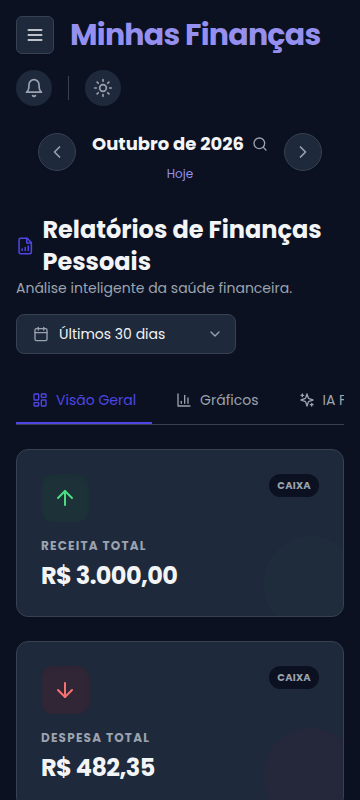 Minhas Finanças
Outubro de 2026
Hoje
Relatórios de Finanças
Pessoais
Análise inteligente da saúde financeira.
Últimos 30 dias
Visão Geral
Gráficos
IA
CAIXA
RECEITA TOTAL
R$ 3.000,00
CAIXA
DESPESA TOTAL
R$ 482,35